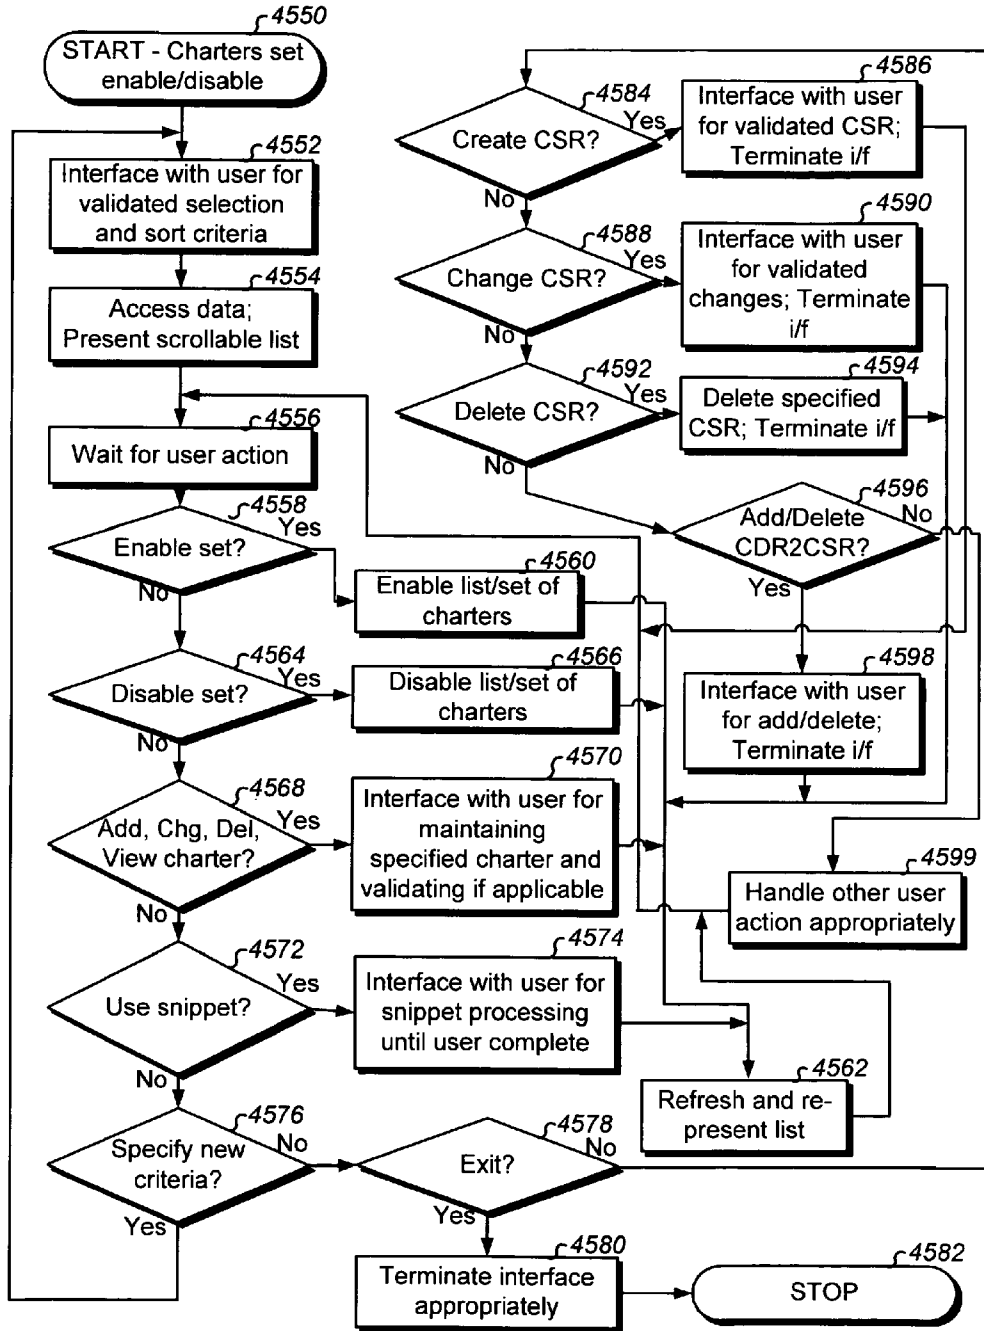 4550
START - Charters set
enable/disable
4552
Interface with user for
validated selection
and sort criteria
4554
Access data;
Present scrollable list
4556
Wait for user action
4558
Enable set?
Yes
No
4560
Enable list/set of
charters
4564
Disable set?
Yes
No
4566
Disable list/set of
charters
4568
Add, Chg, Del,
View charter?
Yes
No
4570
Interface with user for
maintaining
specified charter and
validating if applicable
4572
Use snippet?
Yes
No
4574
Interface with user for
snippet processing
until user complete
4576
Specify new
criteria?
No
Yes
4578
Exit?
No
Yes
4580
Terminate interface
appropriately
4582
STOP
4584
Create CSR?
Yes
No
4586
Interface with user
for validated CSR;
Terminate i/f
4588
Change CSR?
Yes
No
4590
Interface with user
for validated
changes; Terminate
i/f
4592
Delete CSR?
Yes
No
4594
Delete specified
CSR; Terminate i/f
4596
Add/Delete
CDR2CSR?
No
Yes
4598
Interface with user
for add/delete;
Terminate i/f
4599
Handle other user
action appropriately
4562
Refresh and re-
present list